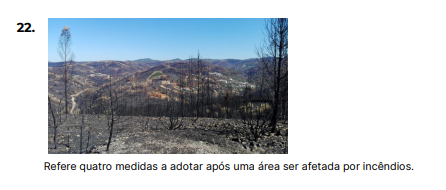 22.
Refere quatro medidas a adotar após uma área ser afetada por incêndios.